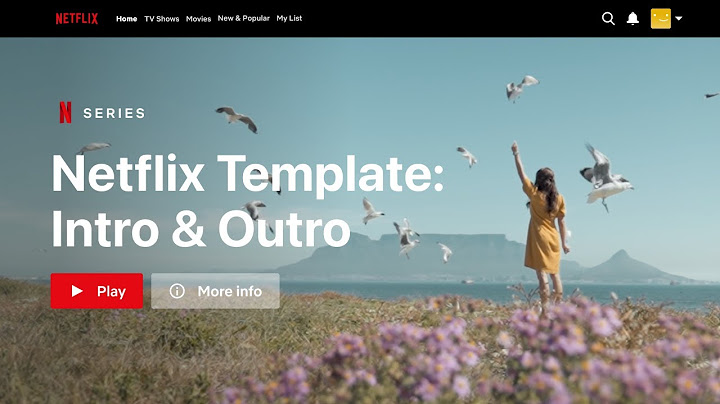 NETFLIX Home TV Shows Movies New & Popular My List
N SERIES
Netflix Template:
Intro & Outro
Play More info